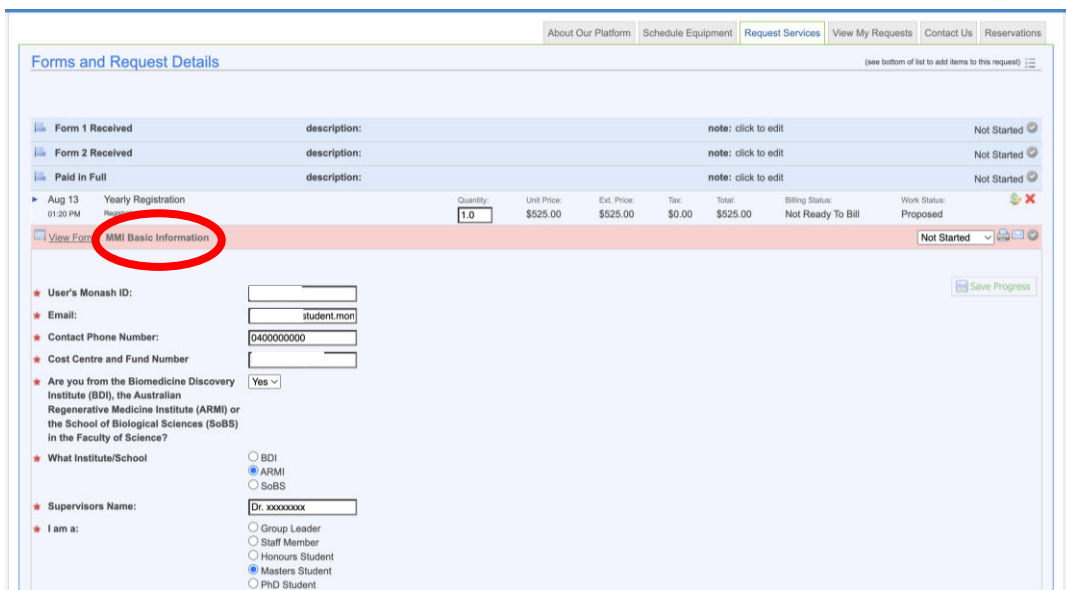 About Our Platform Schedule Equipment Request Services View My Requests Contact Us Reservations
Forms and Request Details (see bottom of list to add items to this request)
Form 1 Received description: note: click to edit Not Started
Form 2 Received description: note: click to edit Not Started
Paid in Full description: note: click to edit Not Started
Aug 13 Yearly Registration Quantity: Unit Price: Ext. Price: Tax: Total: Billing Status: Work Status:
01:20 PM 1.0 $525.00 $525.00 $0.00 $525.00 Not Ready To Bill Proposed
View Form MMI Basic Information Not Started
Save Progress
User's Monash ID:
Email: student.mon
Contact Phone Number: 0400000000
Cost Centre and Fund Number
Are you from the Biomedicine Discovery Yes
Institute (BDI), the Australian
Regenerative Medicine Institute (ARMI) or
the School of Biological Sciences (SoBS)
in the Faculty of Science?
What Institute/School BDI
ARMI
SoBS
Supervisors Name: Dr. xxxxxxxx
I am a: Group Leader
Staff Member
Honours Student
Masters Student
PhD Student